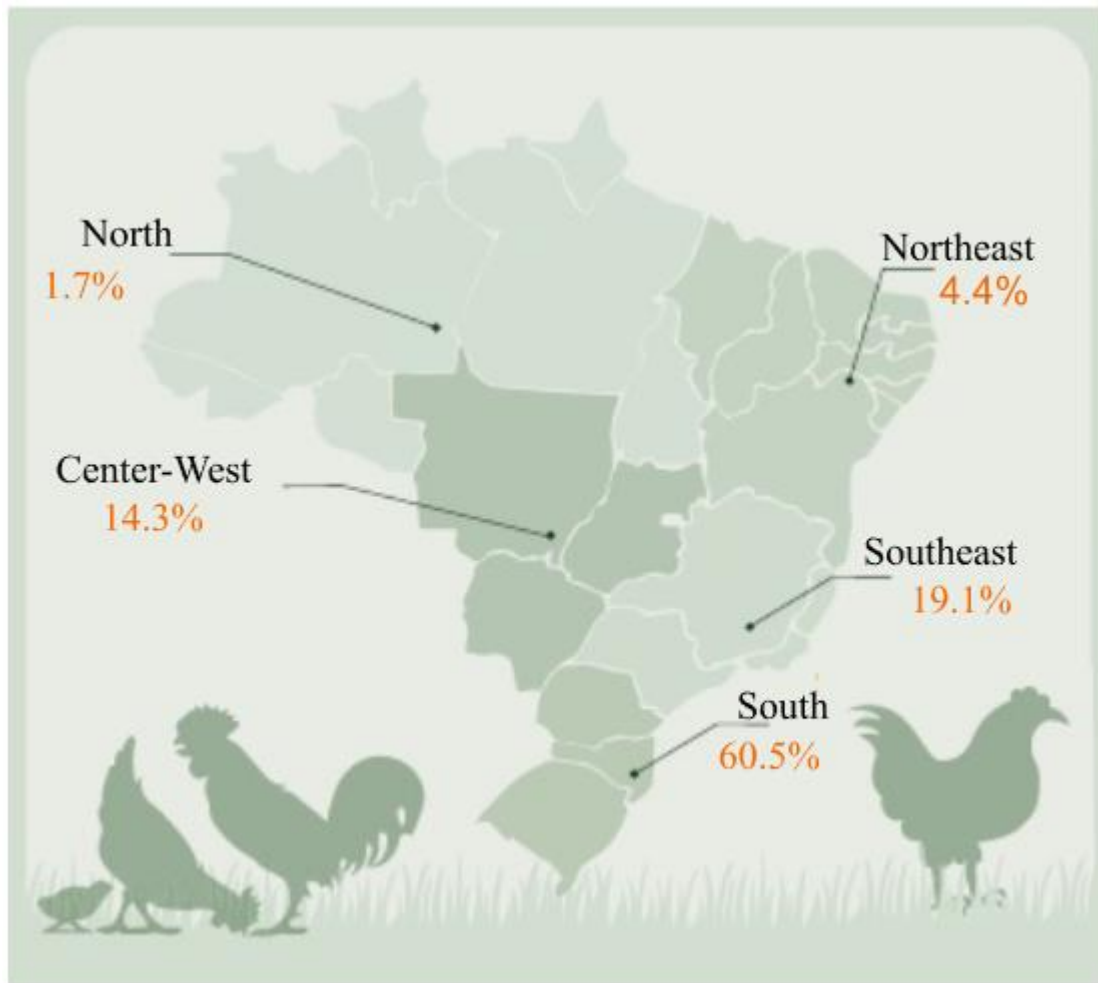 North
1.7%
Northeast
4.4%
Center-West
14.3%
Southeast
19.1%
South
60.5%